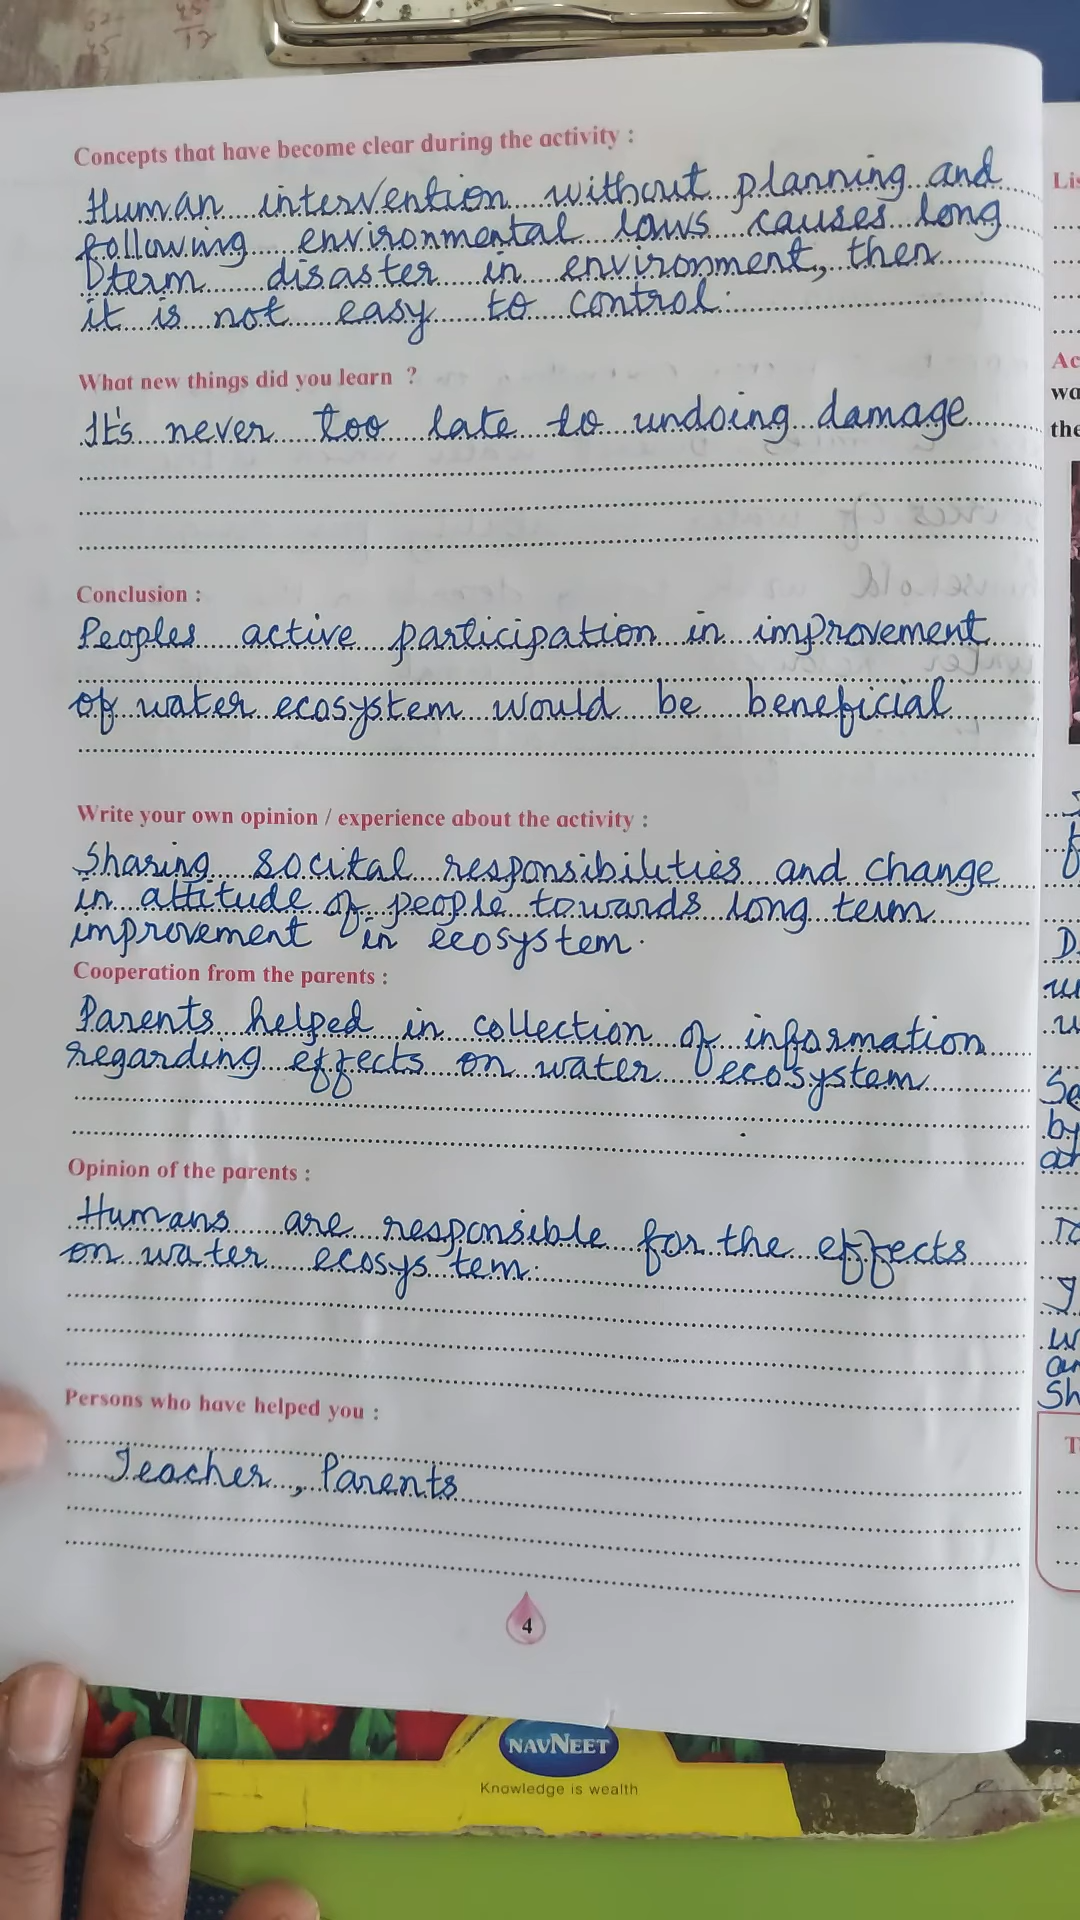 Concepts that have become clear during the activity :
Human intervention without planning and
following environmental laws causes long
term disaster in environment, then
it is not easy to control.
What new things did you learn ?
It's never too late to undoing damage
Conclusion :
Peoples active participation in improvement
of water ecosystem would be beneficial
Write your own opinion / experience about the activity :
Sharing socital responsibilities and change
in attitude of people towards long term
improvement in ecosystem.
Cooperation from the parents :
Parents helped in collection of information
regarding effects on water ecosystem
Opinion of the parents :
Humans are responsible for the effects
on water ecosystem.
Persons who have helped you :
Teacher, Parents
4
NAVNEET
Knowledge is wealth